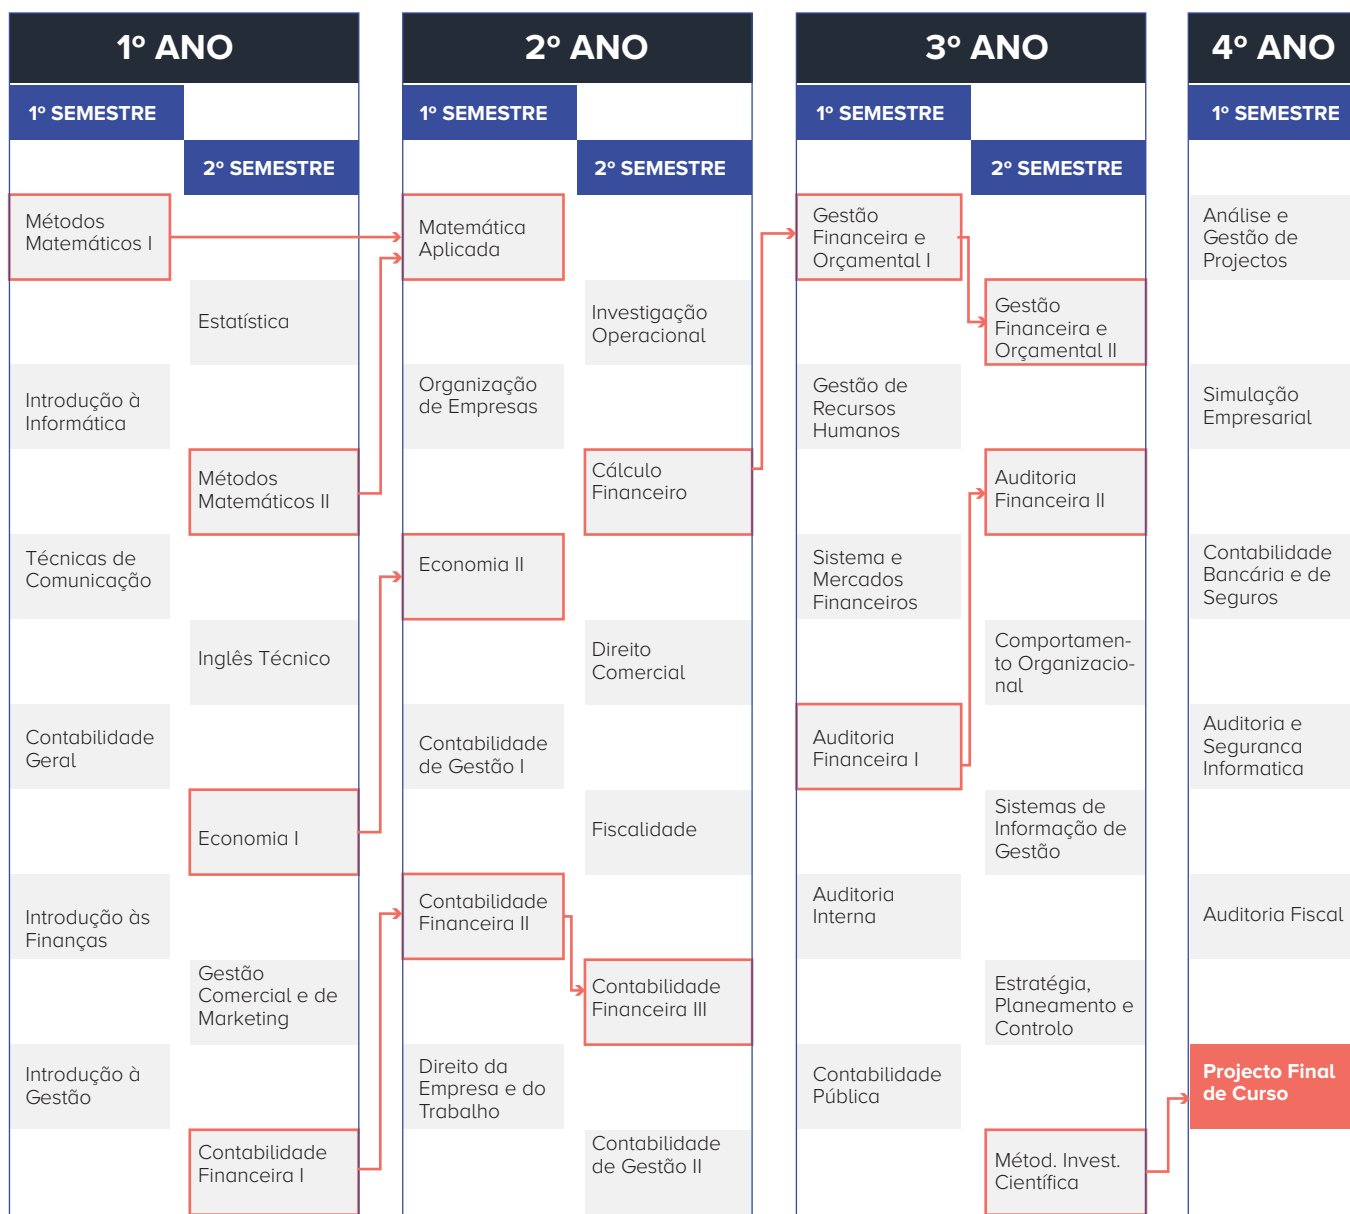 1º ANO
1º SEMESTRE
2º SEMESTRE
Métodos
Matemáticos I
Estatística
Introdução à
Informática
Métodos
Matemáticos II
Técnicas de
Comunicação
Inglês Técnico
Contabilidade
Geral
Economia I
Introdução às
Finanças
Gestão
Comercial e de
Marketing
Introdução à
Gestão
Contabilidade
Financeira I
2º ANO
1º SEMESTRE
2º SEMESTRE
Matemática
Aplicada
Investigação
Operacional
Organização
de Empresas
Cálculo
Financeiro
Economia II
Direito
Comercial
Contabilidade
de Gestão I
Fiscalidade
Contabilidade
Financeira II
Contabilidade
Financeira III
Direito da
Empresa e do
Trabalho
Contabilidade
de Gestão II
3º ANO
1º SEMESTRE
2º SEMESTRE
Gestão
Financeira e
Orçamental I
Gestão
Financeira e
Orçamental II
Gestão de
Recursos
Humanos
Auditoria
Financeira II
Sistema e
Mercados
Financeiros
Comportamen-
to Organizacio-
nal
Auditoria
Financeira I
Sistemas de
Informação de
Gestão
Auditoria
Interna
Estratégia,
Planeamento e
Controlo
Contabilidade
Pública
Métod. Invest.
Científica
4º ANO
1º SEMESTRE
Análise e
Gestão de
Projectos
Simulação
Empresarial
Contabilidade
Bancária e de
Seguros
Auditoria e
Seguranca
Informatica
Auditoria Fiscal
Projecto Final
de Curso